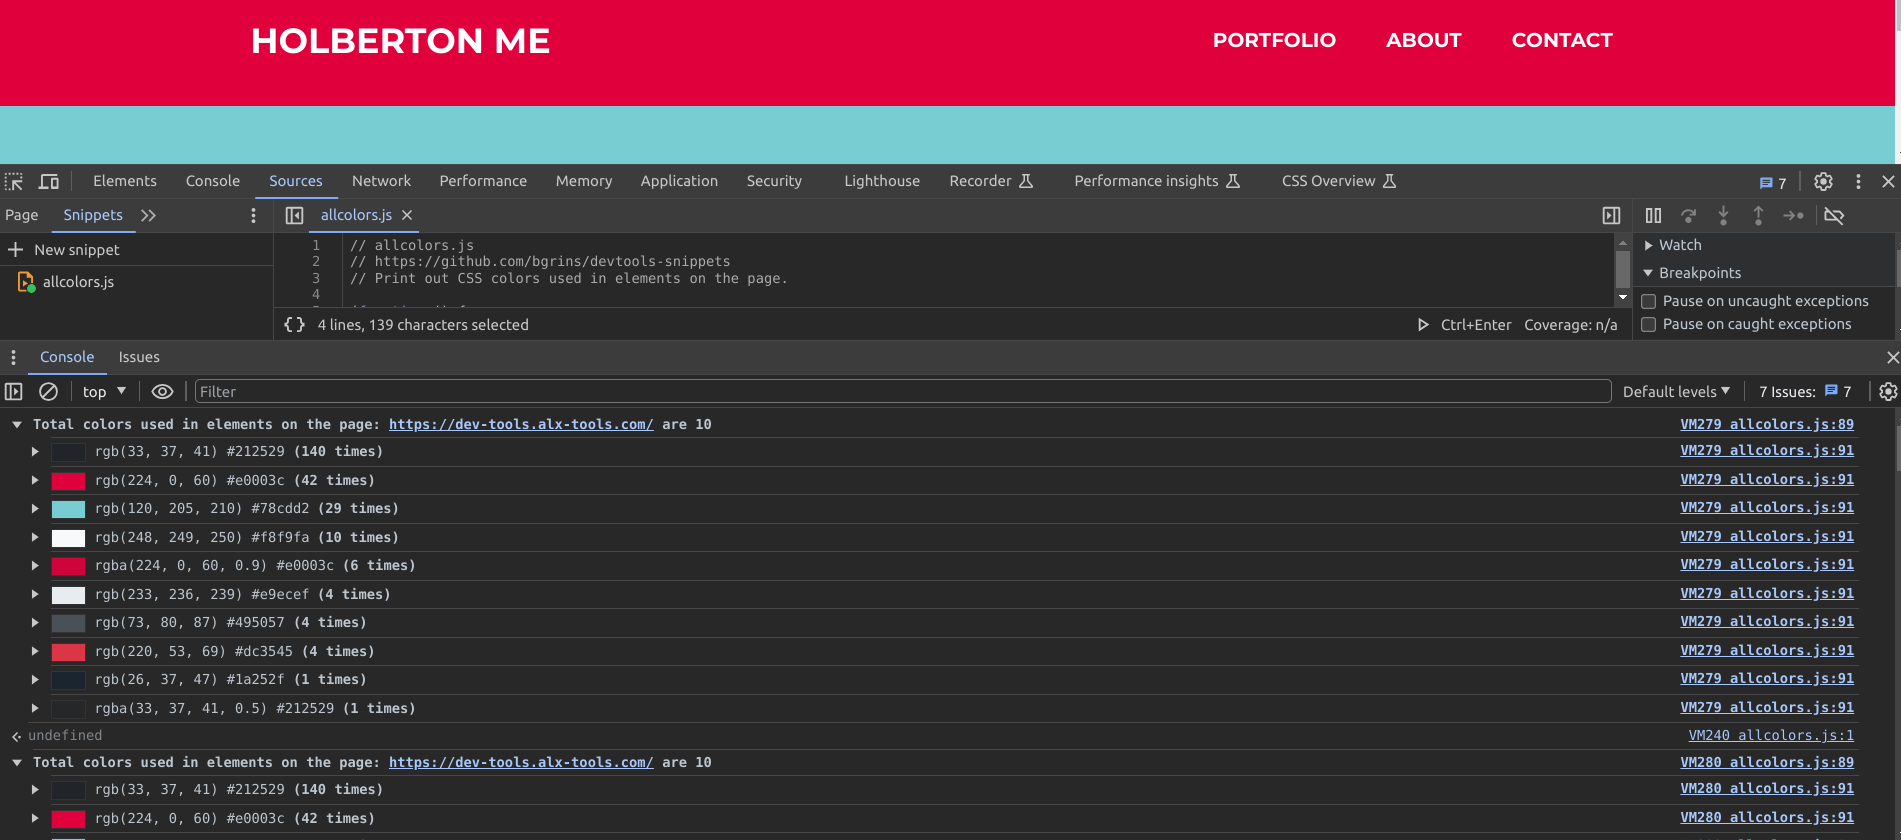 HOLBERTON ME PORTFOLIO ABOUT CONTACT
Elements Console Sources Network Performance Memory Application Security Lighthouse Recorder Performance insights CSS Overview 7
Page Snippets allcolors.js
New snippet
allcolors.js
1 // allcolors.js
2 // https://github.com/bgrins/devtools-snippets
3 // Print out CSS colors used in elements on the page.
4
{} 4 lines, 139 characters selected Ctrl+Enter Coverage: n/a
Watch
Breakpoints
Pause on uncaught exceptions
Pause on caught exceptions
Console Issues
top Filter Default levels 7 Issues: 7
Total colors used in elements on the page: https://dev-tools.alx-tools.com/ are 10 VM279 allcolors.js:89
rgb(33, 37, 41) #212529 (140 times) VM279 allcolors.js:91
rgb(224, 0, 60) #e0003c (42 times) VM279 allcolors.js:91
rgb(120, 205, 210) #78cdd2 (29 times) VM279 allcolors.js:91
rgb(248, 249, 250) #f8f9fa (10 times) VM279 allcolors.js:91
rgba(224, 0, 60, 0.9) #e0003c (6 times) VM279 allcolors.js:91
rgb(233, 236, 239) #e9ecef (4 times) VM279 allcolors.js:91
rgb(73, 80, 87) #495057 (4 times) VM279 allcolors.js:91
rgb(220, 53, 69) #dc3545 (4 times) VM279 allcolors.js:91
rgb(26, 37, 47) #1a252f (1 times) VM279 allcolors.js:91
rgba(33, 37, 41, 0.5) #212529 (1 times) VM279 allcolors.js:91
undefined VM240 allcolors.js:1
Total colors used in elements on the page: https://dev-tools.alx-tools.com/ are 10 VM280 allcolors.js:89
rgb(33, 37, 41) #212529 (140 times) VM280 allcolors.js:91
rgb(224, 0, 60) #e0003c (42 times) VM280 allcolors.js:91